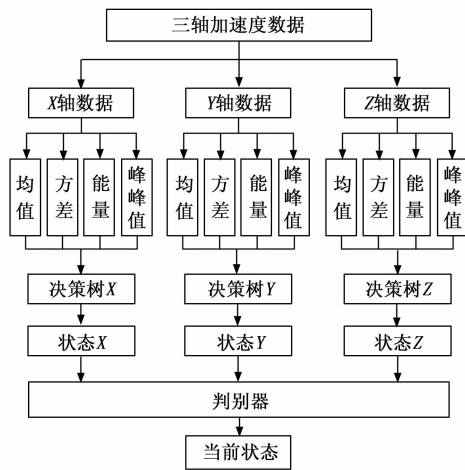 三轴加速度数据
X轴数据
Y轴数据
Z轴数据
均值
方差
能量
峰峰值
均值
方差
能量
峰峰值
均值
方差
能量
峰峰值
决策树X
决策树Y
决策树Z
状态X
状态Y
状态Z
判别器
当前状态